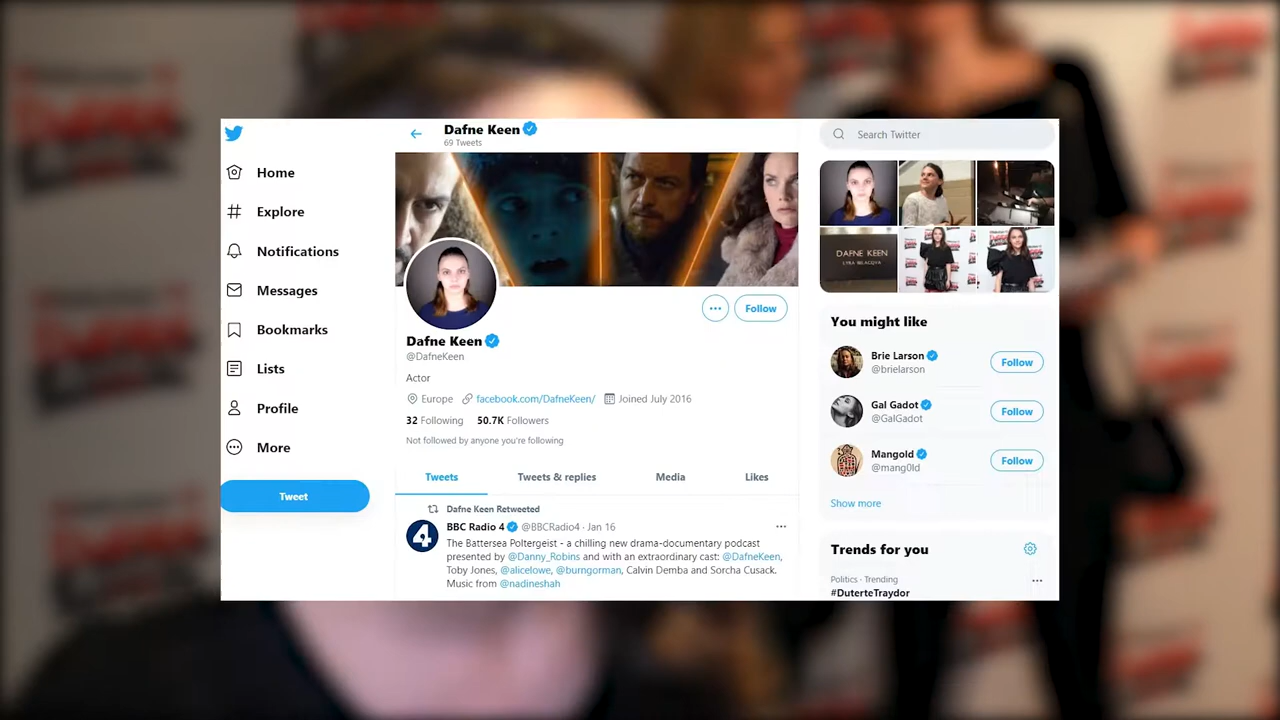 Home
Explore
Notifications
Messages
Bookmarks
Lists
Profile
More
Tweet
Dafne Keen
69 Tweets
Follow
Dafne Keen
@DafneKeen
Actor
Europe facebook.com/DafneKeen/ Joined July 2016
32 Following 50.7K Followers
Not followed by anyone you're following
Tweets Tweets & replies Media Likes
Dafne Keen Retweeted
BBC Radio 4 @BBCRadio4 · Jan 16
The Battersea Poltergeist - a chilling new drama-documentary podcast
presented by @Danny_Robins and with an extraordinary cast: @DafneKeen,
Toby Jones, @alicelowe, @burngorman, Calvin Demba and Sorcha Cusack.
Music from @nadineshah
Search Twitter
DAFNE KEEN
LYRA BELACQVA
You might like
Brie Larson
@brielarson
Follow
Gal Gadot
@GalGadot
Follow
Mangold
@mang0ld
Follow
Show more
Trends for you
Politics · Trending
#DuterteTraydor